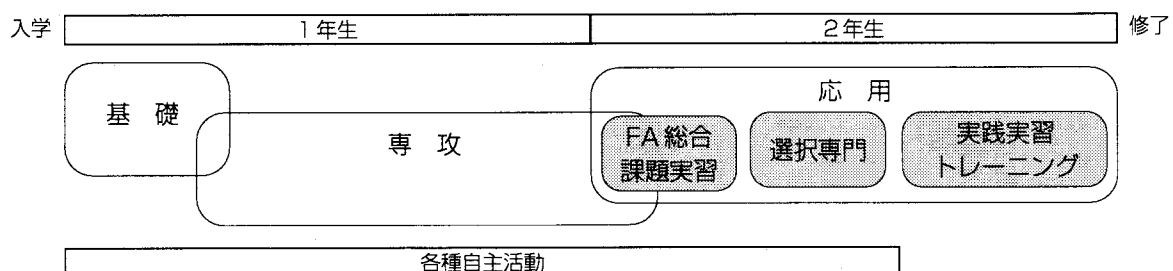 入学 1年生 2年生 修了
応用
基礎
専攻
FA総合
課題実習
選択専門
実践実習
トレーニング
各種自主活動